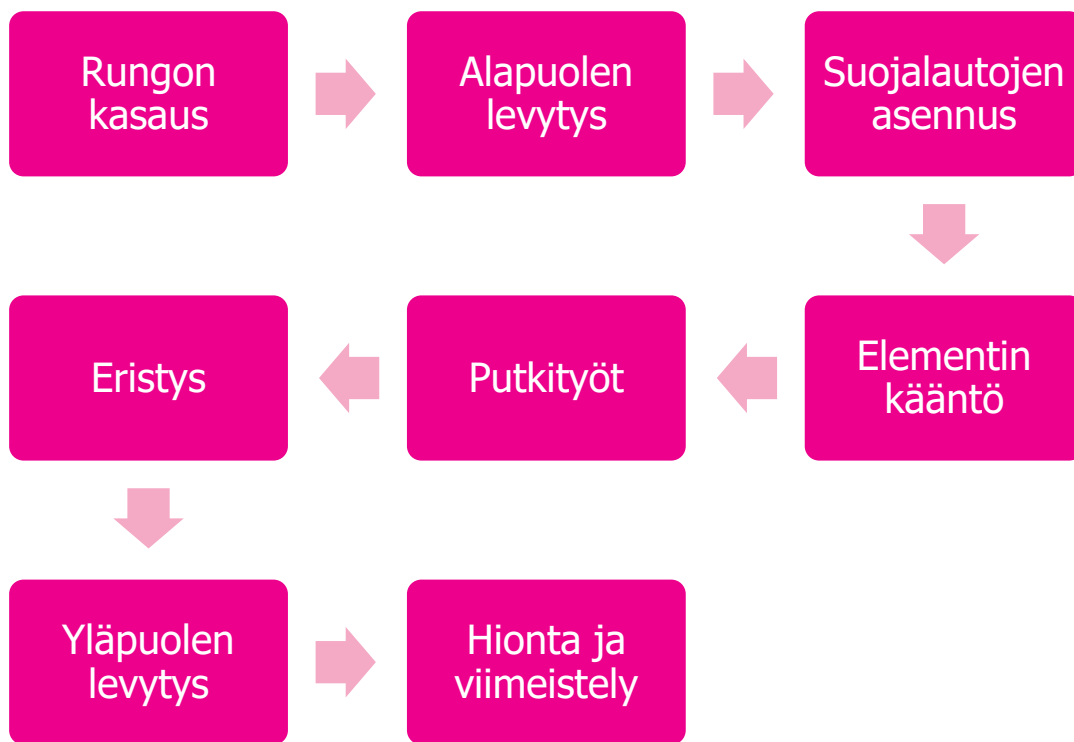 Rungon
kasaus
Alapuolen
levytys
Suojalautojen
asennus
Elementin
kääntö
Putkityöt
Eristys
Yläpuolen
levytys
Hionta ja
viimeistely